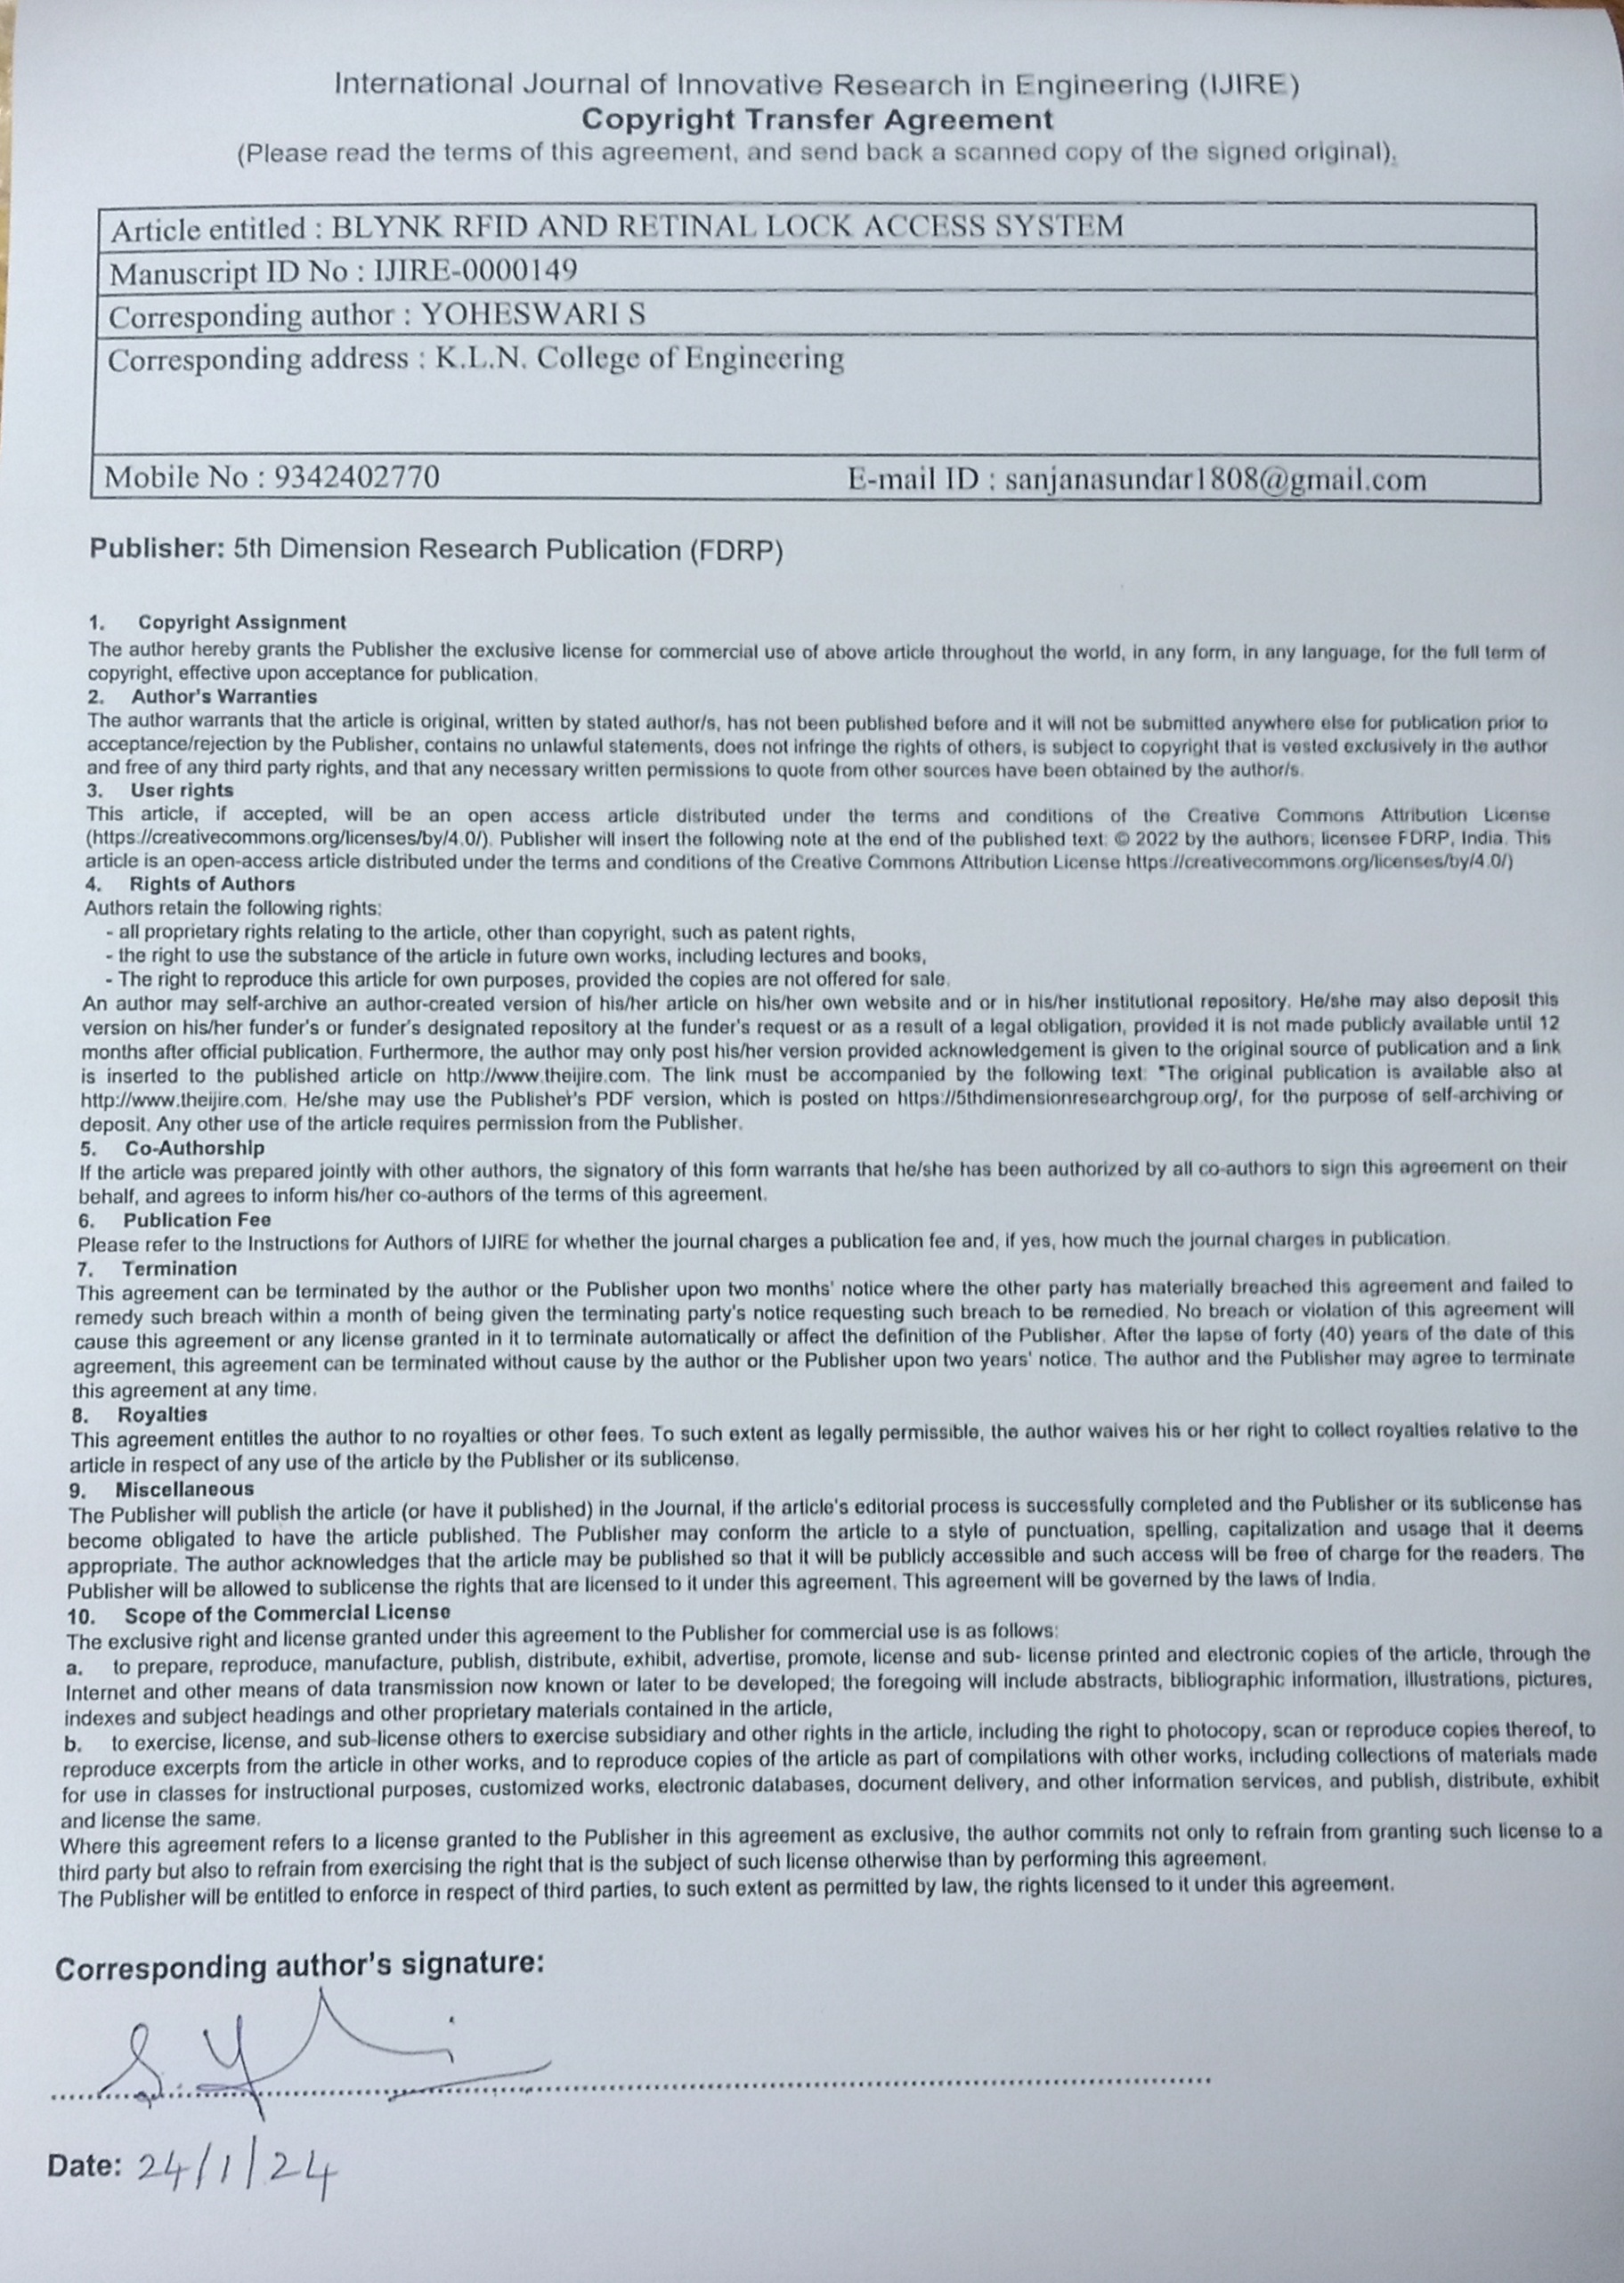 International Journal of Innovative Research in Engineering (IJIRE)
Copyright Transfer Agreement
(Please read the terms of this agreement, and send back a scanned copy of the signed original).
Article entitled : BLYNK RFID AND RETINAL LOCK ACCESS SYSTEM
Manuscript ID No : IJIRE-0000149
Corresponding author : YOHESWARI S
Corresponding address : K.L.N. College of Engineering
Mobile No : 9342402770 E-mail ID : sanjanasundar1808@gmail.com
Publisher: 5th Dimension Research Publication (FDRP)
1. Copyright Assignment
The author hereby grants the Publisher the exclusive license for commercial use of above article throughout the world, in any form, in any language, for the full term of
copyright, effective upon acceptance for publication.
2. Author's Warranties
The author warrants that the article is original, written by stated author/s, has not been published before and it will not be submitted anywhere else for publication prior to
acceptance/rejection by the Publisher, contains no unlawful statements, does not infringe the rights of others, is subject to copyright that is vested exclusively in the author
and free of any third party rights, and that any necessary written permissions to quote from other sources have been obtained by the author/s.
3. User rights
This article, if accepted, will be an open access article distributed under the terms and conditions of the Creative Commons Attribution License
(https://creativecommons.org/licenses/by/4.0/). Publisher will insert the following note at the end of the published text: © 2022 by the authors; licensee FDRP, India. This
article is an open-access article distributed under the terms and conditions of the Creative Commons Attribution License https://creativecommons.org/licenses/by/4.0/)
4. Rights of Authors
Authors retain the following rights:
- all proprietary rights relating to the article, other than copyright, such as patent rights,
- the right to use the substance of the article in future own works, including lectures and books,
- The right to reproduce this article for own purposes, provided the copies are not offered for sale.
An author may self-archive an author-created version of his/her article on his/her own website and or in his/her institutional repository. He/she may also deposit this
version on his/her funder's or funder's designated repository at the funder's request or as a result of a legal obligation, provided it is not made publicly available until 12
months after official publication. Furthermore, the author may only post his/her version provided acknowledgement is given to the original source of publication and a link
is inserted to the published article on http://www.theijire.com. The link must be accompanied by the following text: "The original publication is available also at
http://www.theijire.com. He/she may use the Publisher's PDF version, which is posted on https://5thdimensionresearchgroup.org/, for the purpose of self-archiving or
deposit. Any other use of the article requires permission from the Publisher.
5. Co-Authorship
If the article was prepared jointly with other authors, the signatory of this form warrants that he/she has been authorized by all co-authors to sign this agreement on their
behalf, and agrees to inform his/her co-authors of the terms of this agreement.
6. Publication Fee
Please refer to the Instructions for Authors of IJIRE for whether the journal charges a publication fee and, if yes, how much the journal charges in publication.
7. Termination
This agreement can be terminated by the author or the Publisher upon two months' notice where the other party has materially breached this agreement and failed to
remedy such breach within a month of being given the terminating party's notice requesting such breach to be remedied. No breach or violation of this agreement will
cause this agreement or any license granted in it to terminate automatically or affect the definition of the Publisher. After the lapse of forty (40) years of the date of this
agreement, this agreement can be terminated without cause by the author or the Publisher upon two years' notice. The author and the Publisher may agree to terminate
this agreement at any time.
8. Royalties
This agreement entitles the author to no royalties or other fees. To such extent as legally permissible, the author waives his or her right to collect royalties relative to the
article in respect of any use of the article by the Publisher or its sublicense.
9. Miscellaneous
The Publisher will publish the article (or have it published) in the Journal, if the article's editorial process is successfully completed and the Publisher or its sublicense has
become obligated to have the article published. The Publisher may conform the article to a style of punctuation, spelling, capitalization and usage that it deems
appropriate. The author acknowledges that the article may be published so that it will be publicly accessible and such access will be free of charge for the readers. The
Publisher will be allowed to sublicense the rights that are licensed to it under this agreement. This agreement will be governed by the laws of India.
10. Scope of the Commercial License
The exclusive right and license granted under this agreement to the Publisher for commercial use is as follows:
a. to prepare, reproduce, manufacture, publish, distribute, exhibit, advertise, promote, license and sub- license printed and electronic copies of the article, through the
Internet and other means of data transmission now known or later to be developed; the foregoing will include abstracts, bibliographic information, illustrations, pictures,
indexes and subject headings and other proprietary materials contained in the article,
b. to exercise, license, and sub-license others to exercise subsidiary and other rights in the article, including the right to photocopy, scan or reproduce copies thereof, to
reproduce excerpts from the article in other works, and to reproduce copies of the article as part of compilations with other works, including collections of materials made
for use in classes for instructional purposes, customized works, electronic databases, document delivery, and other information services, and publish, distribute, exhibit
and license the same.
Where this agreement refers to a license granted to the Publisher in this agreement as exclusive, the author commits not only to refrain from granting such license to a
third party but also to refrain from exercising the right that is the subject of such license otherwise than by performing this agreement.
The Publisher will be entitled to enforce in respect of third parties, to such extent as permitted by law, the rights licensed to it under this agreement.
Corresponding author's signature:
Date: 24/1/24